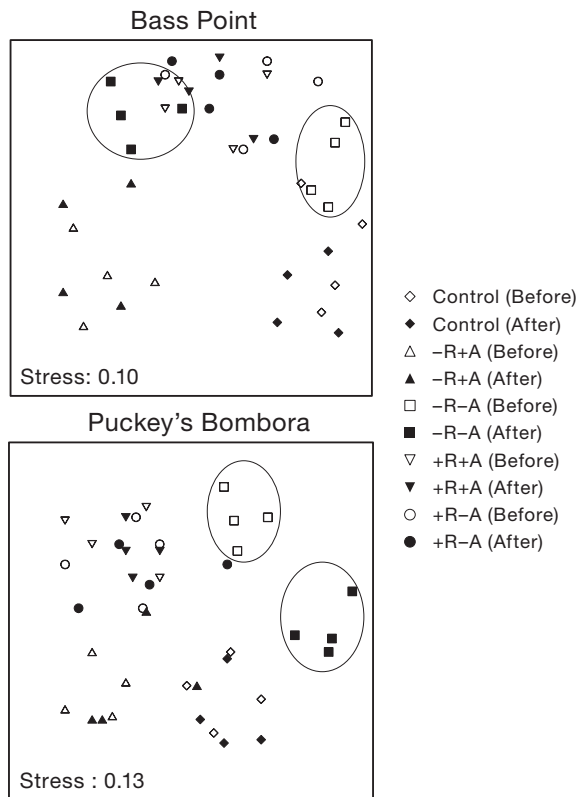 Bass Point
Stress: 0.10
Control (Before)
Control (After)
–R+A (Before)
–R+A (After)
–R–A (Before)
–R–A (After)
+R+A (Before)
+R+A (After)
+R–A (Before)
+R–A (After)
Puckey's Bombora
Stress : 0.13